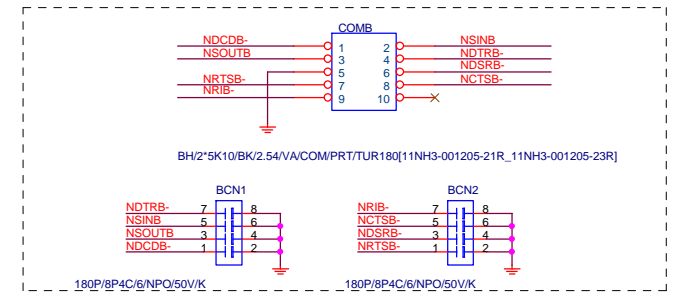 COMB
NDCDB- 1 2 NSINB
NSOUTB 3 4 NDTRB-
5 6 NDSRB-
NRTSB- 7 8 NCTSB-
NRIB- 9 10
BH/2*5K10/BK/2.54/VA/COM/PRT/TUR180[11NH3-001205-21R_11NH3-001205-23R]
BCN1
NDTRB- 7 8
NSINB 5 6
NSOUTB 3 4
NDCDB- 1 2
180P/8P4C/6/NPO/50V/K
BCN2
NRIB- 7 8
NCTSB- 5 6
NDSRB- 3 4
NRTSB- 1 2
180P/8P4C/6/NPO/50V/K